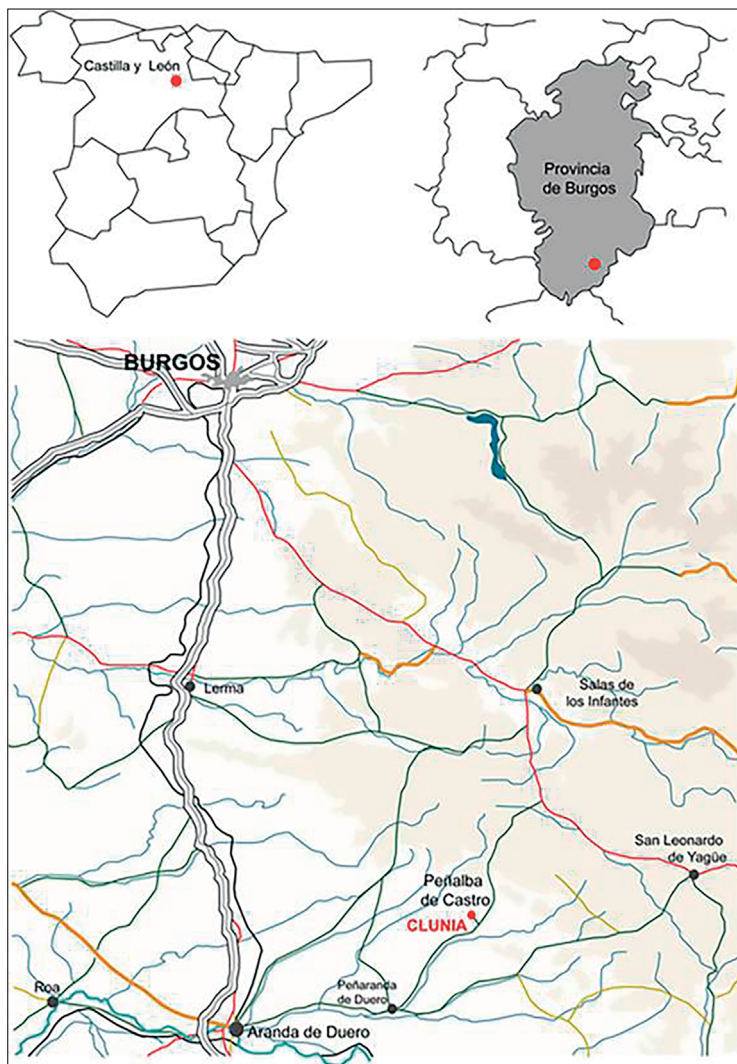 Castilla y León
Provincia
de Burgos
BURGOS
Lerma
Salas de
los Infantes
San Leonardo
de Yagüe
Peñalba
de Castro
CLUNIA
Roa
Peñaranda
de Duero
Aranda de Duero